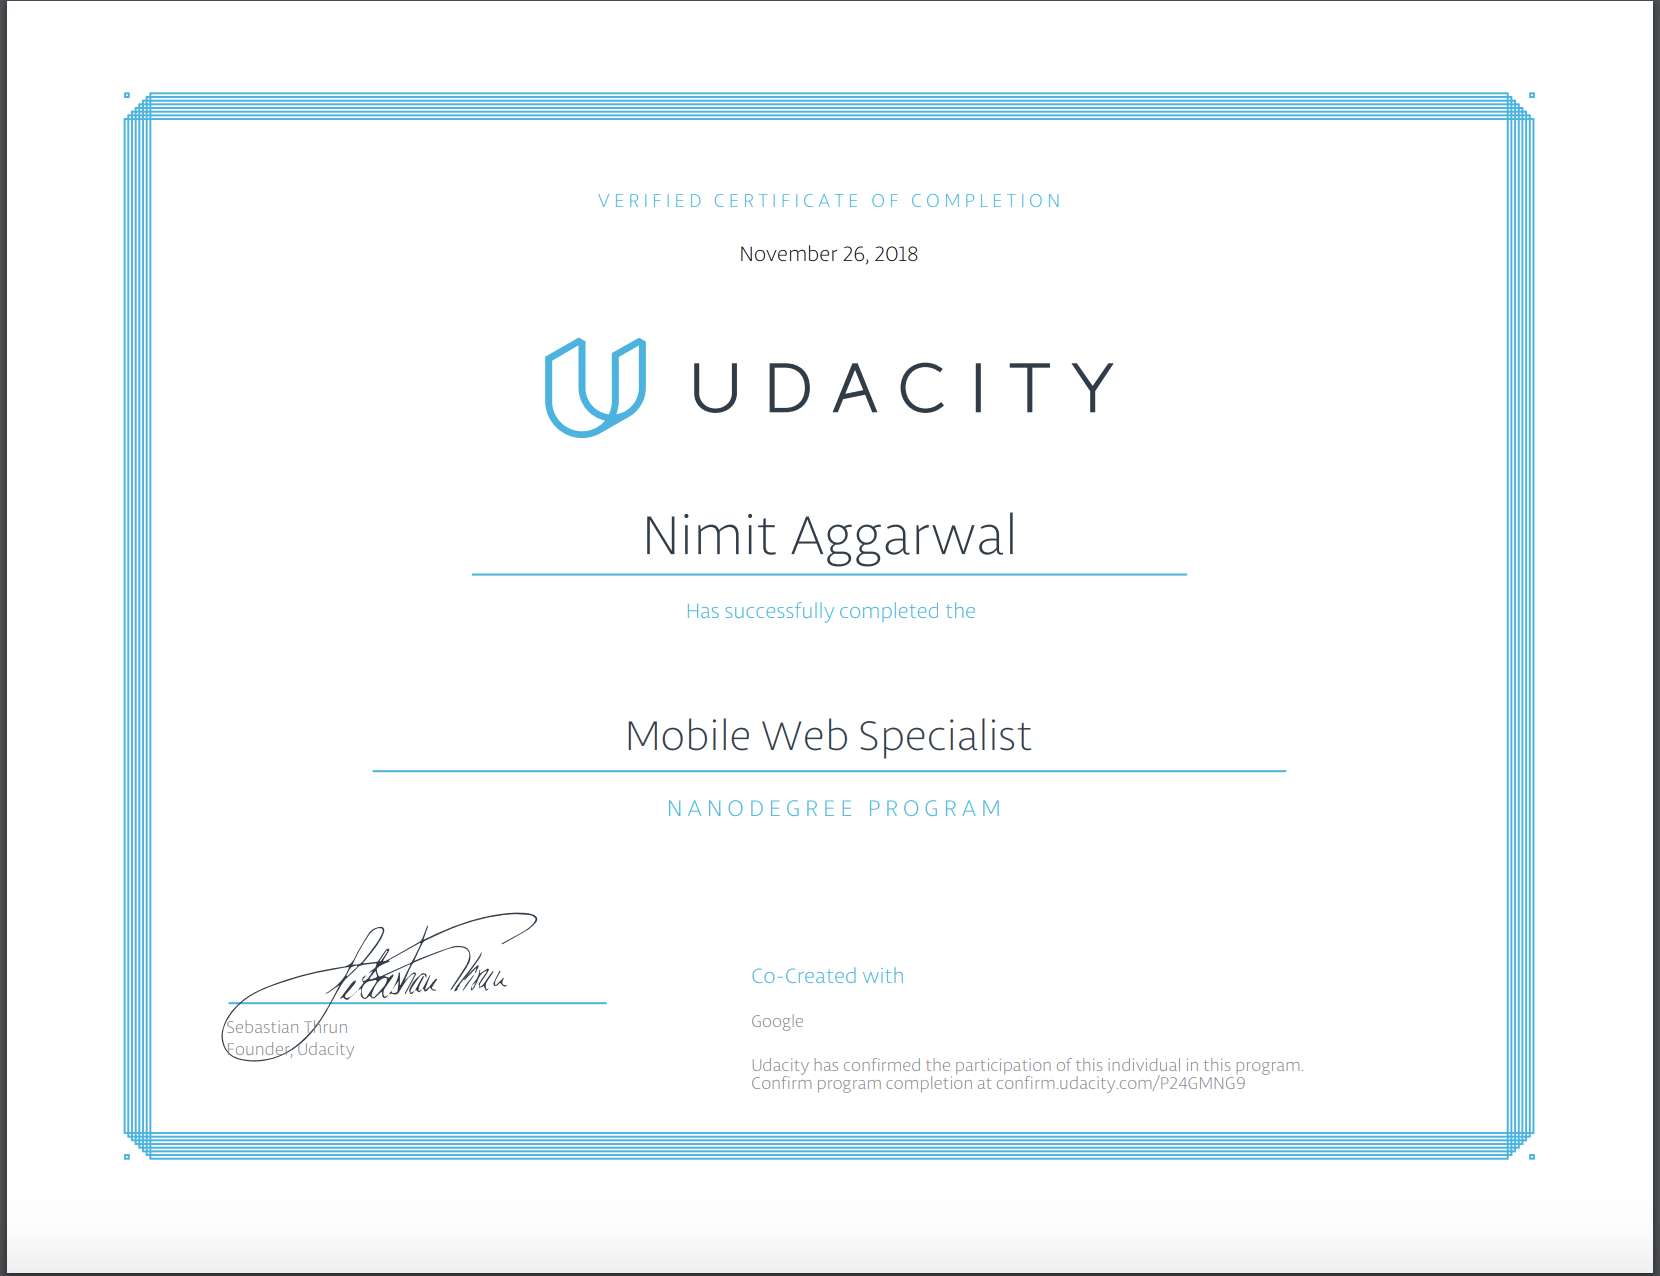 VERIFIED CERTIFICATE OF COMPLETION
November 26, 2018
UDACITY
Nimit Aggarwal
Has successfully completed the
Mobile Web Specialist
NANODEGREE PROGRAM
Sebastian Thrun
Sebastian Thrun
Founder, Udacity
Co-Created with
Google
Udacity has confirmed the participation of this individual in this program.
Confirm program completion at confirm.udacity.com/P24GMNG9